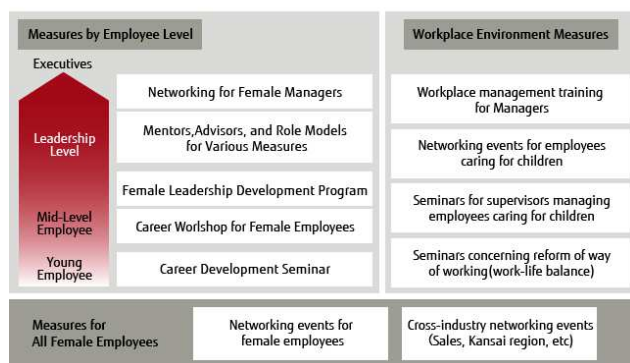 Measures by Employee Level
Executives
Leadership
Level
Mid-Level
Employee
Young
Employee
Networking for Female Managers
Mentors,Advisors, and Role Models
for Various Measures
Female Leadership Development Program
Career Worlshop for Female Employees
Career Development Seminar
Workplace Environment Measures
Workplace management training
for Managers
Networking events for employees
caring for children
Seminars for supervisors managing
employees caring for children
Seminars concerning reform of way
of working(work-life balance)
Measures for
All Female Employees
Networking events for
female employees
Cross-industry networking events
(Sales, Kansai region, etc)